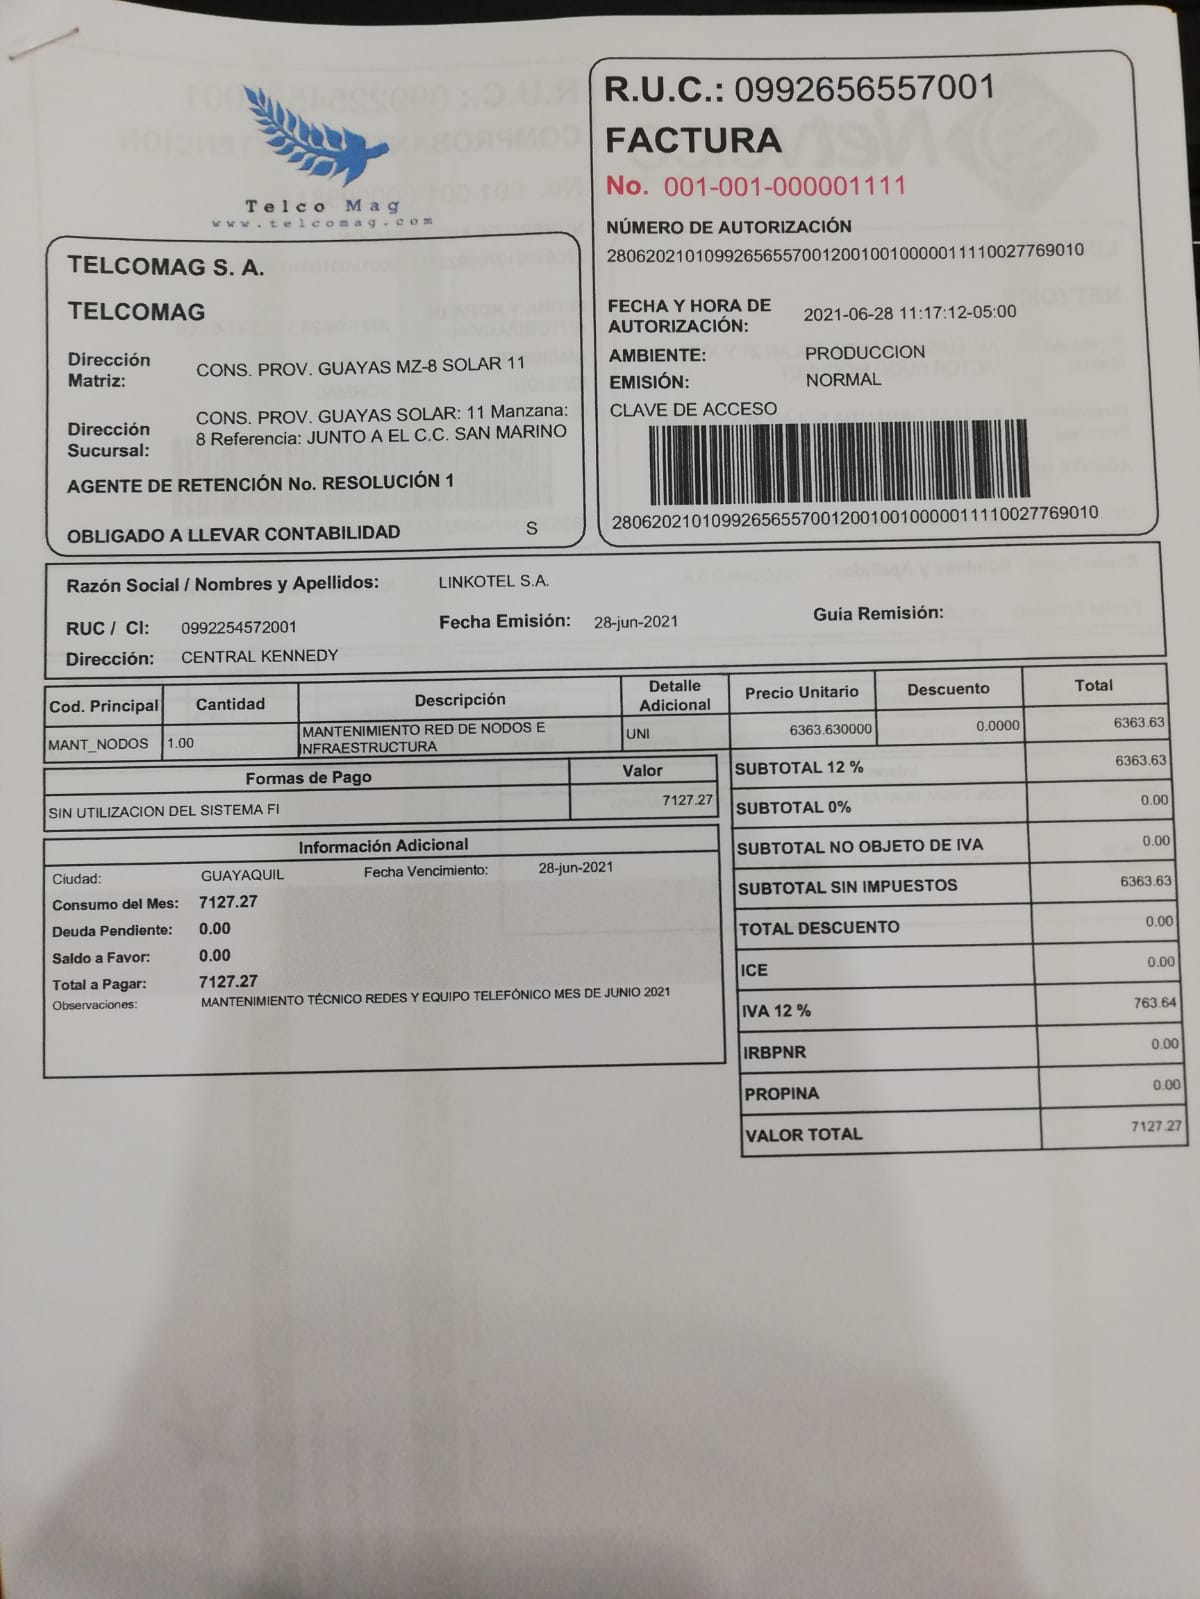 Telco Mag
www.telcomag.com
TELCOMAG S. A.
TELCOMAG
Dirección Matriz: CONS. PROV. GUAYAS MZ-8 SOLAR 11
Dirección Sucursal: CONS. PROV. GUAYAS SOLAR: 11 Manzana:
8 Referencia: JUNTO A EL C.C. SAN MARINO
AGENTE DE RETENCIÓN No. RESOLUCIÓN 1
OBLIGADO A LLEVAR CONTABILIDAD S
R.U.C.: 0992656557001
FACTURA
No. 001-001-000001111
NÚMERO DE AUTORIZACIÓN
2806202101099265655700120010010000011110027769010
FECHA Y HORA DE
AUTORIZACIÓN: 2021-06-28 11:17:12-05:00
AMBIENTE: PRODUCCION
EMISIÓN: NORMAL
CLAVE DE ACCESO
2806202101099265655700120010010000011110027769010
Razón Social / Nombres y Apellidos: LINKOTEL S.A.
RUC / CI: 0992254572001 Fecha Emisión: 28-jun-2021 Guía Remisión:
Dirección: CENTRAL KENNEDY
Cod. Principal Cantidad Descripción Detalle Adicional Precio Unitario Descuento Total
MANT_NODOS 1.00 MANTENIMIENTO RED DE NODOS E INFRAESTRUCTURA UNI 6363.630000 0.0000 6363.63
Formas de Pago Valor
SIN UTILIZACION DEL SISTEMA FI 7127.27
Información Adicional
Ciudad: GUAYAQUIL Fecha Vencimiento: 28-jun-2021
Consumo del Mes: 7127.27
Deuda Pendiente: 0.00
Saldo a Favor: 0.00
Total a Pagar: 7127.27
Observaciones: MANTENIMIENTO TÉCNICO REDES Y EQUIPO TELEFÓNICO MES DE JUNIO 2021
SUBTOTAL 12 % 6363.63
SUBTOTAL 0% 0.00
SUBTOTAL NO OBJETO DE IVA 0.00
SUBTOTAL SIN IMPUESTOS 6363.63
TOTAL DESCUENTO 0.00
ICE 0.00
IVA 12 % 763.64
IRBPNR 0.00
PROPINA 0.00
VALOR TOTAL 7127.27